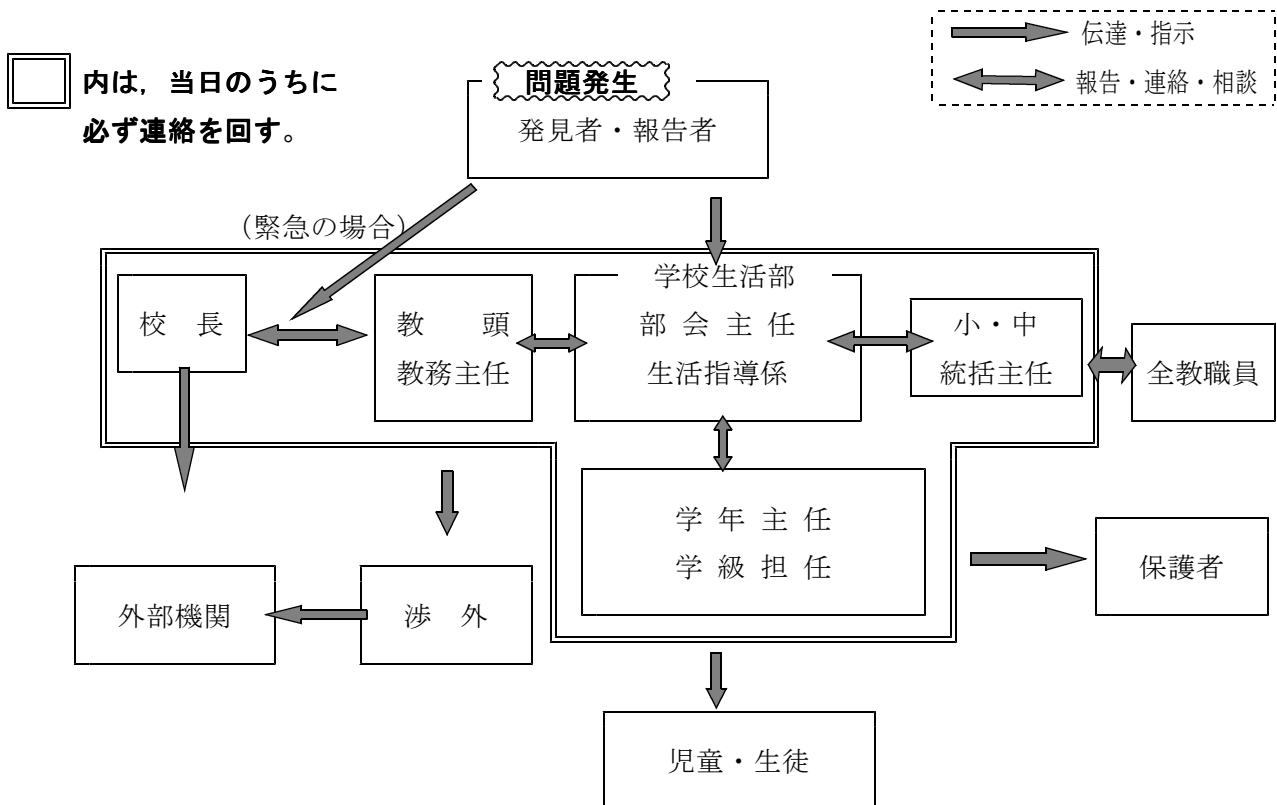 伝達・指示
報告・連絡・相談
内は，当日のうちに
必ず連絡を回す。
問題発生
発見者・報告者
（緊急の場合）
校　長
教　　頭
教務主任
学校生活部
部 会 主 任
生活指導係
小・中
統括主任
全教職員
学 年 主 任
学 級 担 任
保護者
外部機関
渉　外
児童・生徒